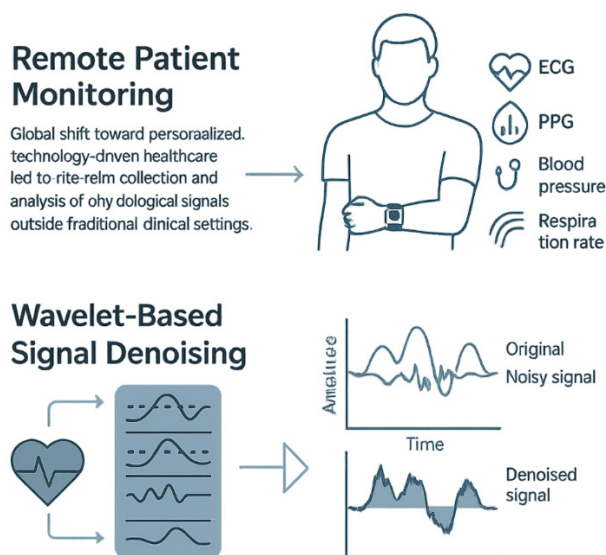 Remote Patient
Monitoring
Global shift toward persoraalized.
technology-dnven healthcare
led to rite-relm collection and
analysis of ohy dological signals
outside fraditional dinical settings.
ECG
PPG
Blood
pressure
Respira
tion rate
Wavelet-Based
Signal Denoising
Original
Noisy signal
Time
Denoised
signal